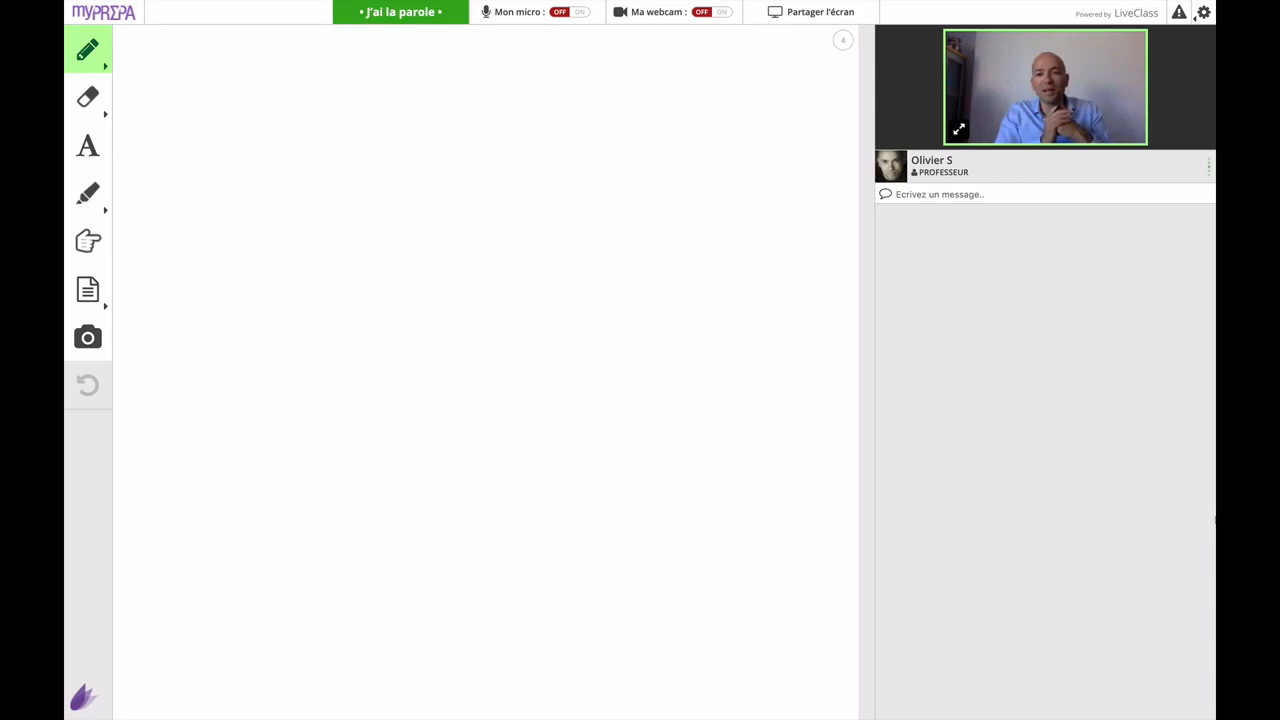 MYPREPA
• J'ai la parole •
Mon micro : OFF ON
Ma webcam : OFF ON
Partager l'écran
Powered by LiveClass
4
A
Olivier S
PROFESSEUR
Ecrivez un message..